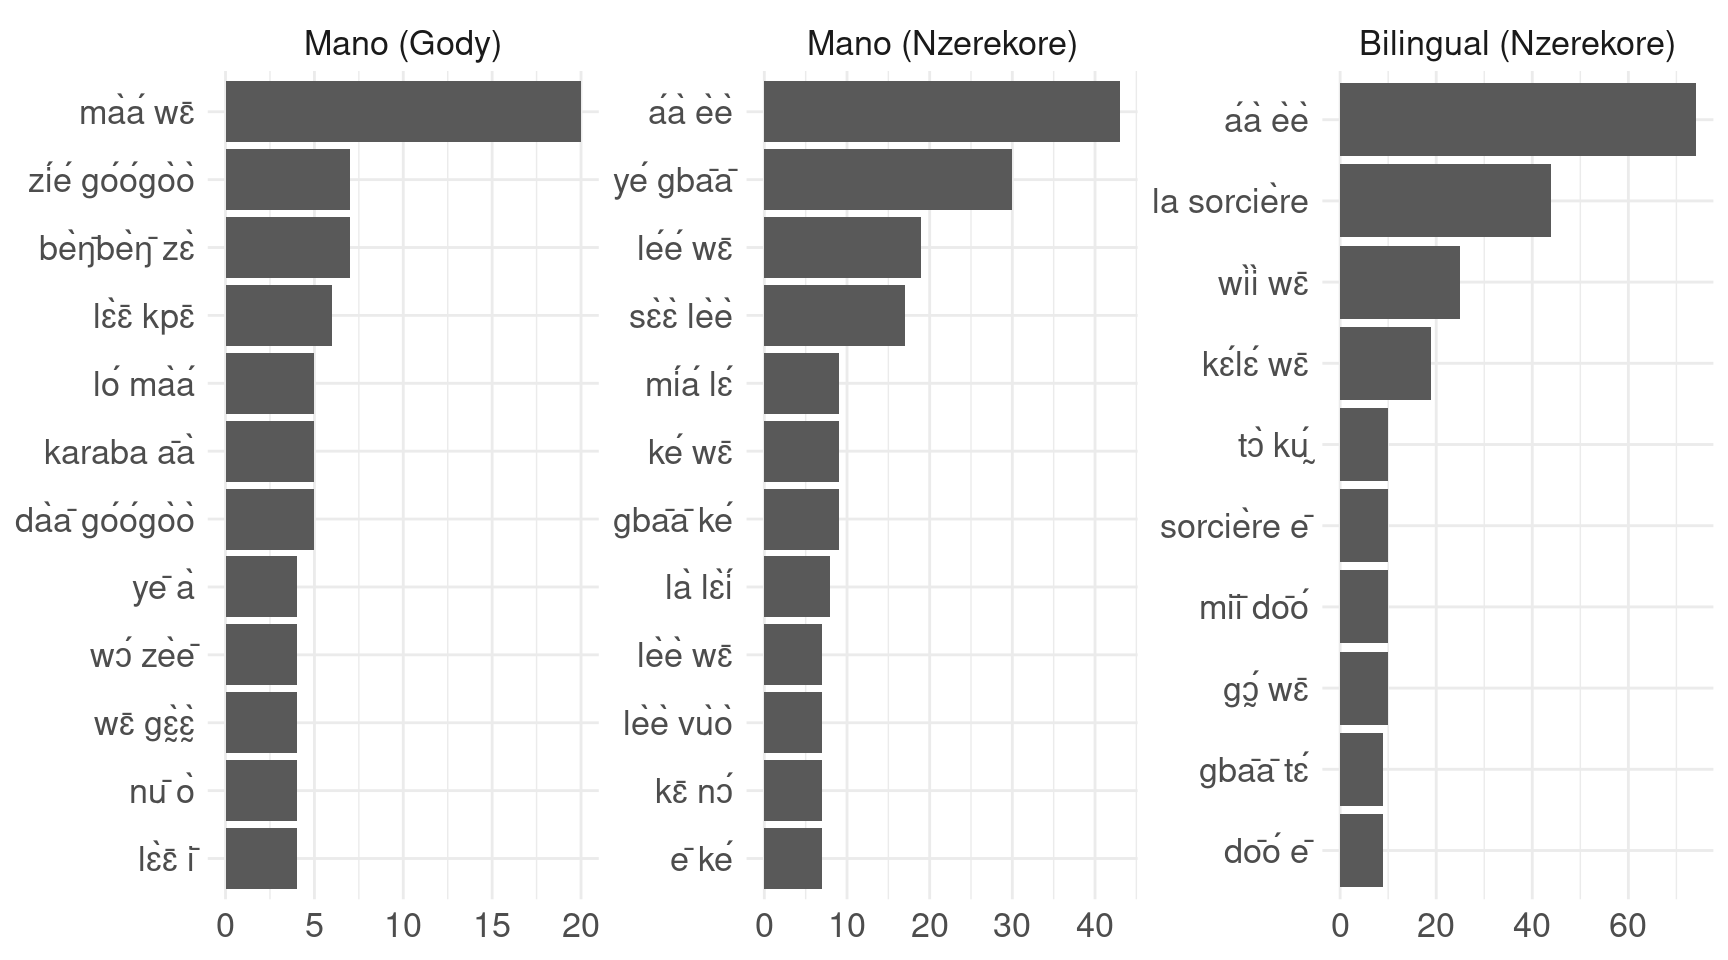 Mano (Gody)
màá wɛ̄
zíé góógòò
bèŋ̄bèŋ̄ zɛ̀
lɛ̀ɛ̄ kpɛ̄
ló màá
karaba āà
dàā góógòò
yē à
wɔ́ zèē
wɛ̄ gɛ̰̀ɛ̰̀
nū ò
lɛ̀ɛ̄ ī
0 5 10 15 20
Mano (Nzerekore)
áà èè
yé gbāā
léé wɛ̄
sɛ̀ɛ̀ lèè
míá lɛ́
ké wɛ̄
gbāā ké
là lɛ̀í
lèè wɛ̄
lèè vùò
kɛ̄ nɔ́
ē ké
0 10 20 30 40
Bilingual (Nzerekore)
áà èè
la sorcière
wìì wɛ̄
kɛ́lɛ́ wɛ̄
tɔ̀ kṵ́
sorcière ē
mīī dōó
gɔ̰́ wɛ̄
gbāā tɛ́
dōó ē
0 20 40 60